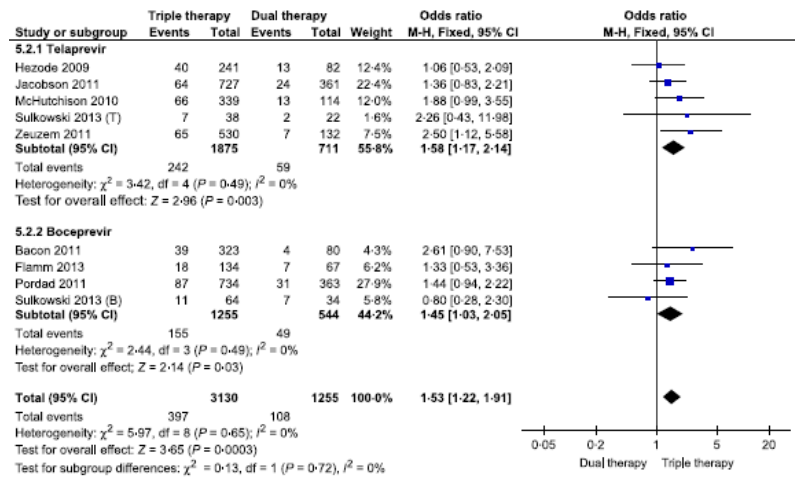 Triple therapy Dual therapy Odds ratio Odds ratio
Study or subgroup Events Total Events Total Weight M-H, Fixed, 95% CI M-H, Fixed, 95% CI
5.2.1 Telaprevir
Hezode 2009 40 241 13 82 12·4% 1·06 [0·53, 2·09]
Jacobson 2011 64 727 24 361 22·4% 1·36 [0·83, 2·21]
McHutchison 2010 66 339 13 114 12·0% 1·88 [0·99, 3·55]
Sulkowski 2013 (T) 7 38 2 22 1·6% 2·26 [0·43, 11·98]
Zeuzem 2011 65 530 7 132 7·5% 2·50 [1·12, 5·58]
Subtotal (95% CI) 1875 711 55·8% 1·58 [1·17, 2·14]
Total events 242 59
Heterogeneity: χ² = 3·42, df = 4 (P = 0·49); I² = 0%
Test for overall effect: Z = 2·96 (P = 0·003)
5.2.2 Boceprevir
Bacon 2011 39 323 4 80 4·3% 2·61 [0·90, 7·53]
Flamm 2013 18 134 7 67 6·2% 1·33 [0·53, 3·36]
Pordad 2011 87 734 31 363 27·9% 1·44 [0·94, 2·22]
Sulkowski 2013 (B) 11 64 7 34 5·8% 0·80 [0·28, 2·30]
Subtotal (95% CI) 1255 544 44·2% 1·45 [1·03, 2·05]
Total events 155 49
Heterogeneity: χ² = 2·44, df = 3 (P = 0·49); I² = 0%
Test for overall effect; Z = 2·14 (P = 0·03)
Total (95% CI) 3130 1255 100·0% 1·53 [1·22, 1·91]
Total events 397 108
Heterogeneity: χ² = 5·97, df = 8 (P = 0·65); I² = 0%
Test for overall effect: Z = 3·65 (P = 0·0003)
Test for subgroup differences: χ² = 0·13, df = 1 (P = 0·72), I² = 0%
0·05 0·2 1 5 20
Dual therapy Triple therapy